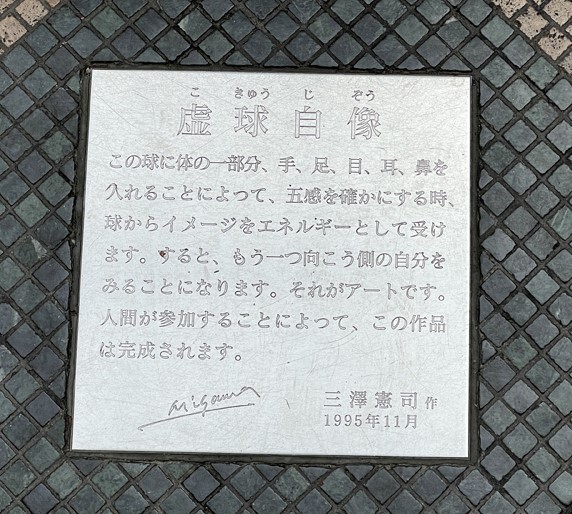 こ きゅう じ ぞう
虚球自像
この球に体の一部分、手、足、目、耳、鼻を
入れることによって、五感を確かにする時、
球からイメージをエネルギーとして受け
ます。すると、もう一つ向こう側の自分を
みることになります。それがアートです。
人間が参加することによって、この作品
は完成されます。
Misawa
三澤憲司 作
1995年11月